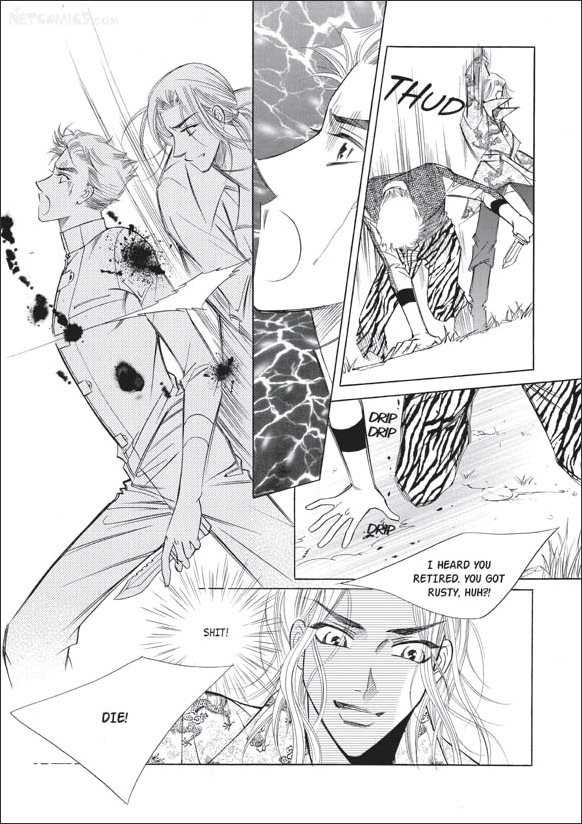 NETCOMICS.COM
THUD
DRIP
DRIP
DRIP
I HEARD YOU
RETIRED. YOU GOT
RUSTY, HUH?!
SHIT!
DIE!